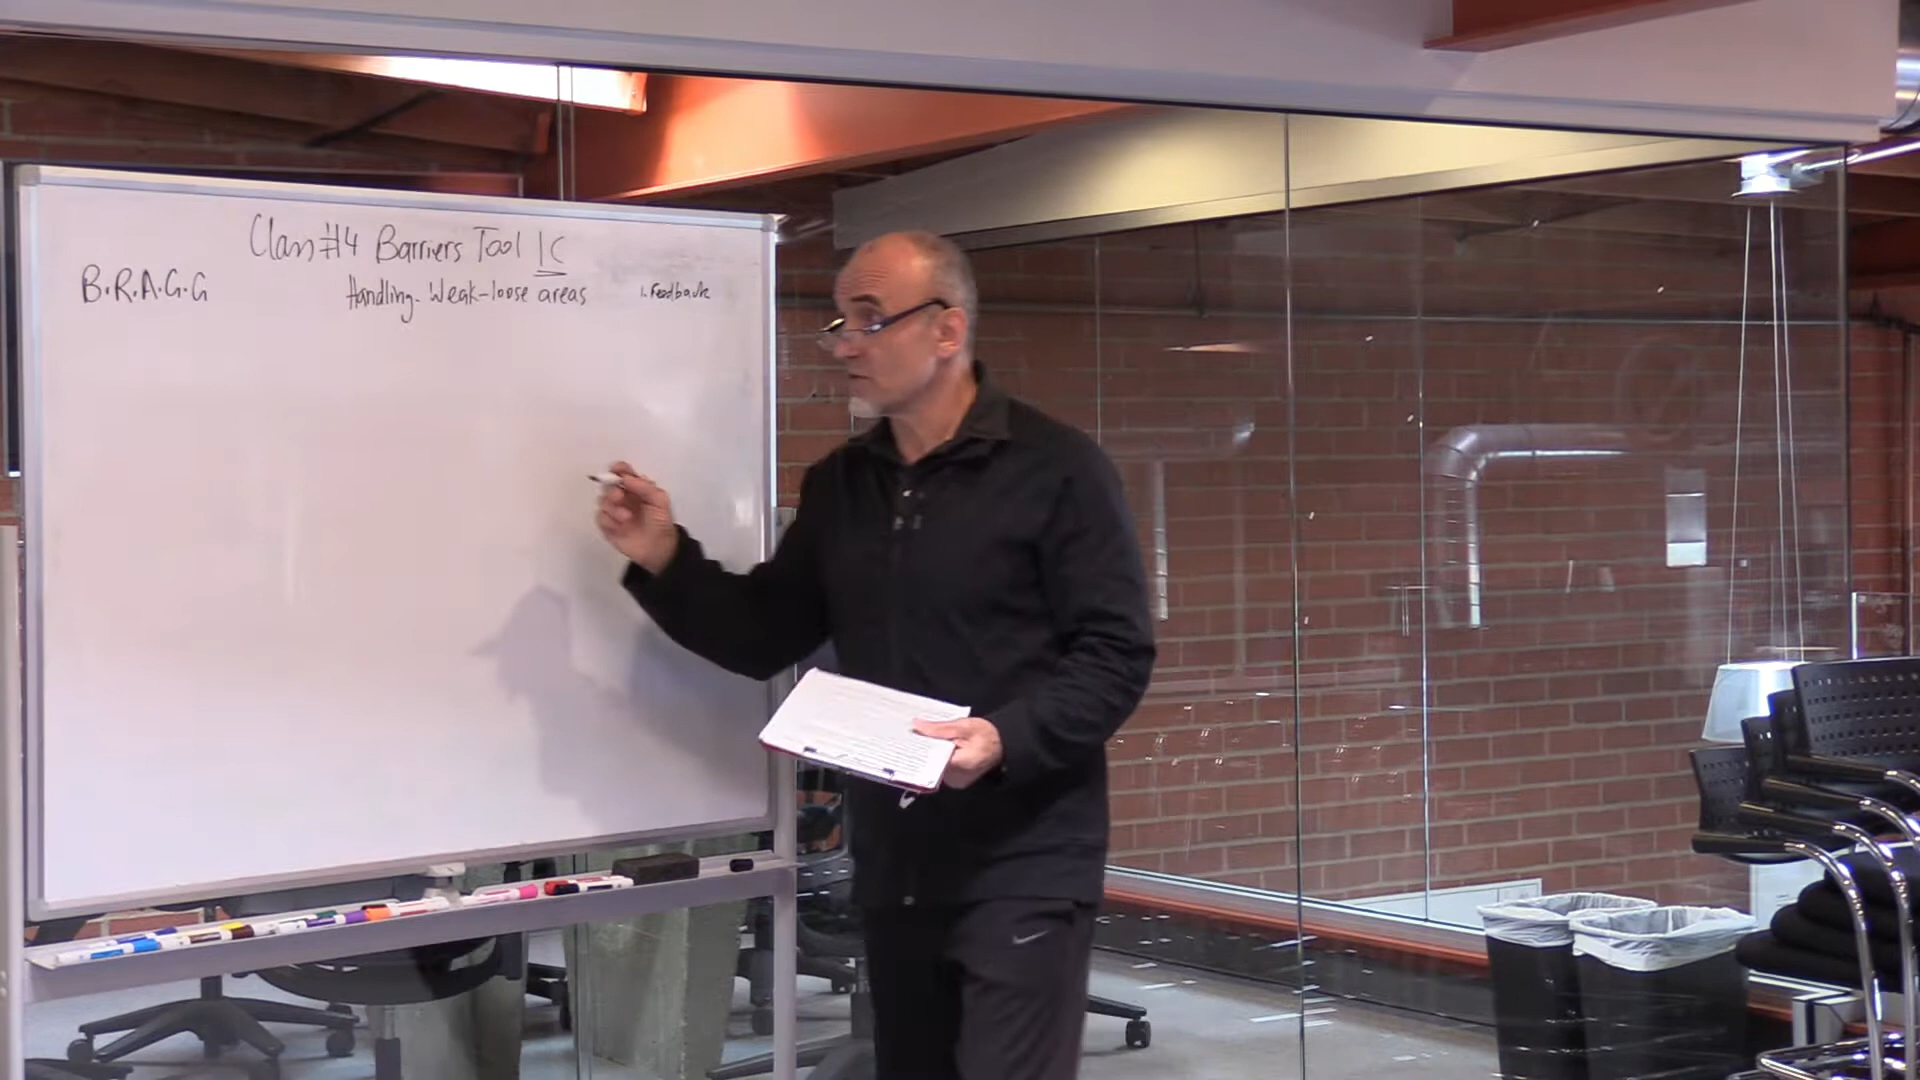 Class #4 Barriers Tool 1C
B.R.A.G.G
Handling- Weak-loose areas
1. Feedback